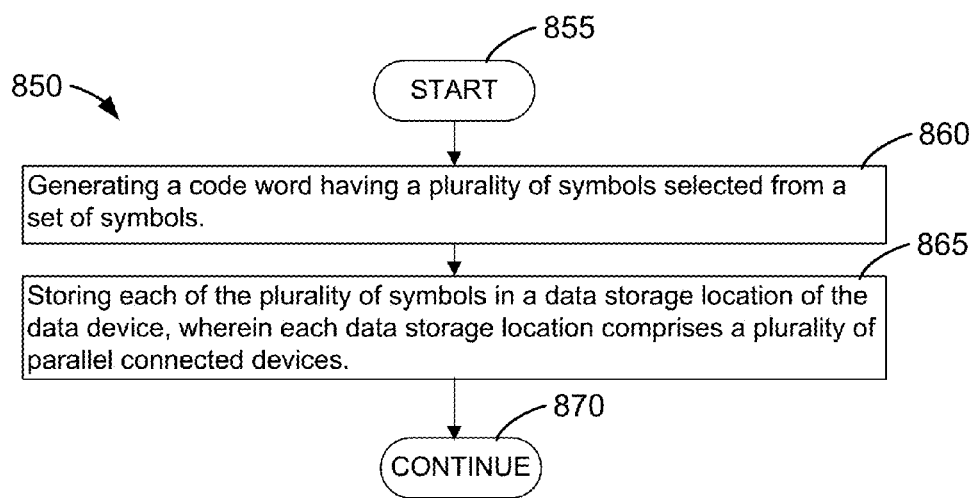 855
850
START
860
Generating a code word having a plurality of symbols selected from a
set of symbols.
865
Storing each of the plurality of symbols in a data storage location of the
data device, wherein each data storage location comprises a plurality of
parallel connected devices.
870
CONTINUE